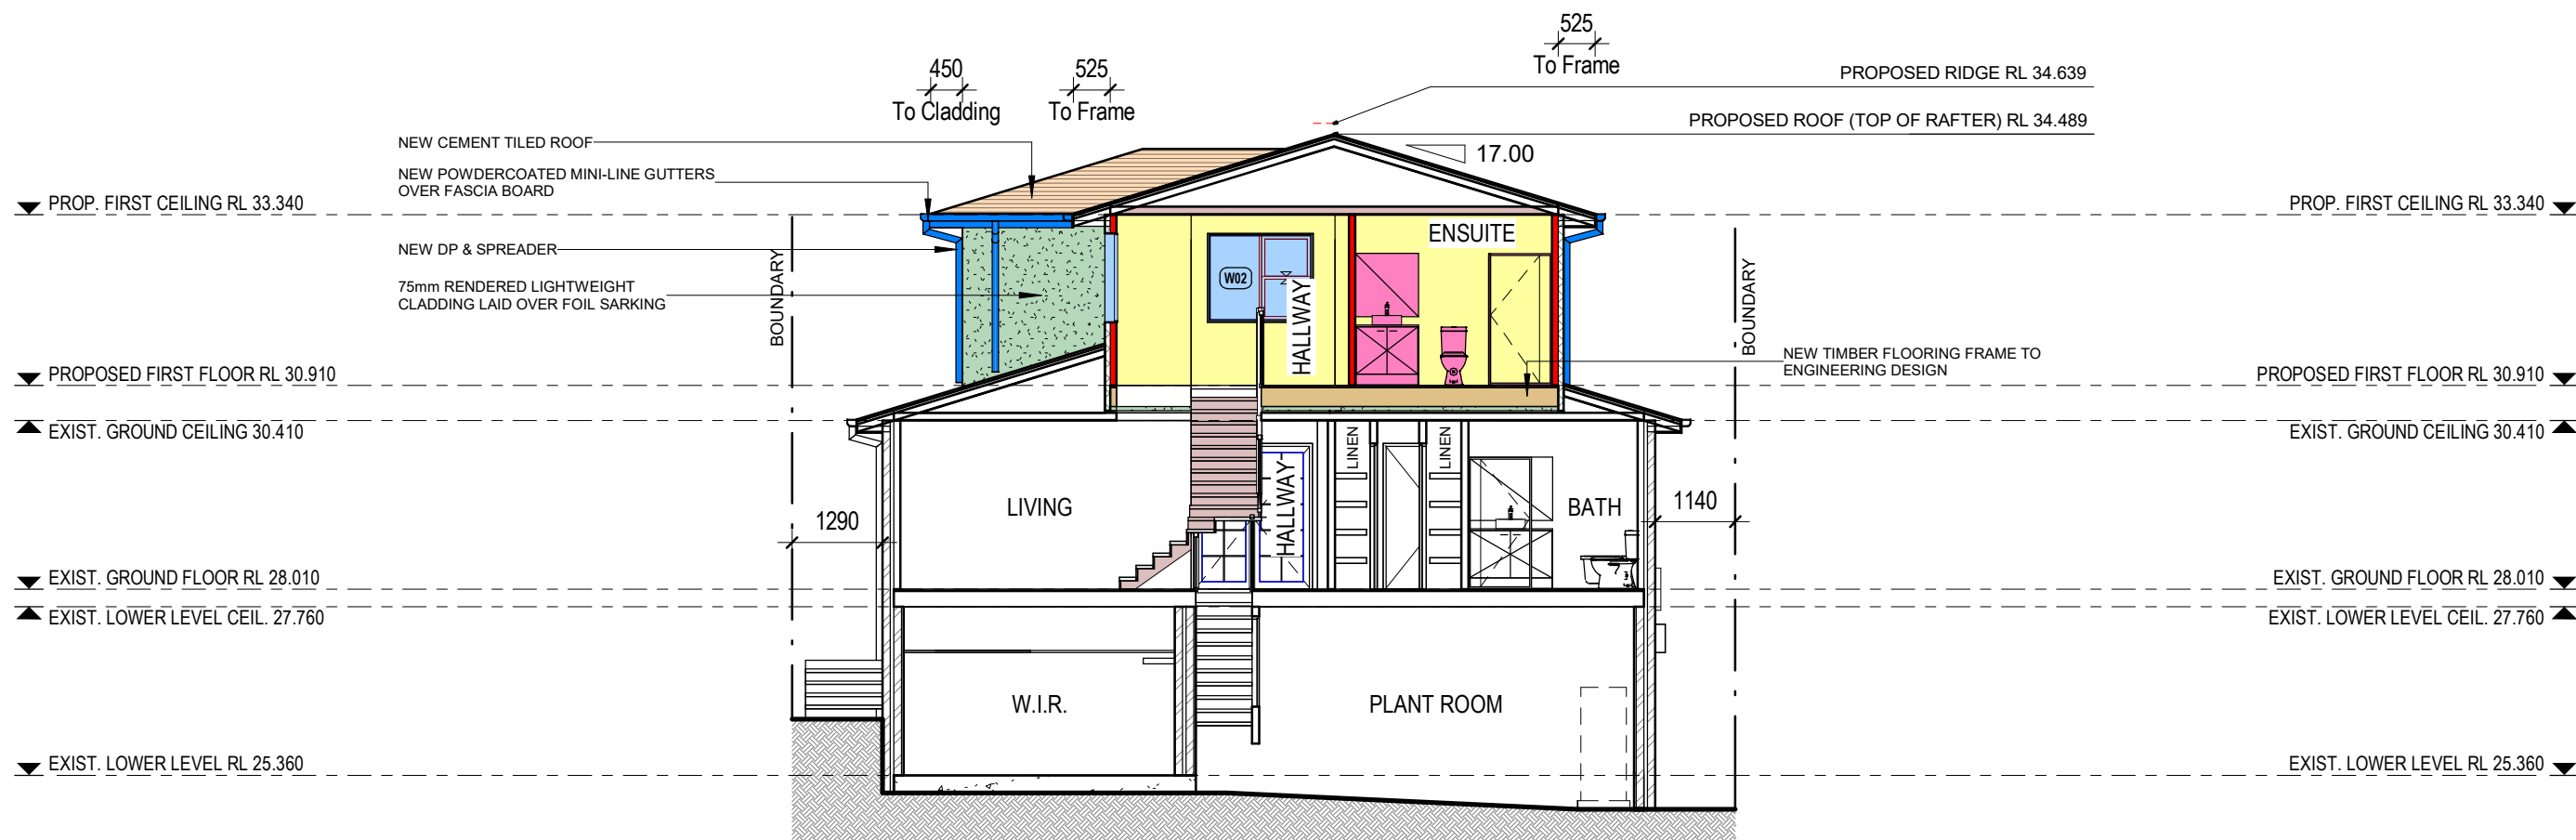 525
To Frame
450
To Cladding
525
To Frame
PROPOSED RIDGE RL 34.639
PROPOSED ROOF (TOP OF RAFTER) RL 34.489
17.00
NEW CEMENT TILED ROOF
NEW POWDERCOATED MINI-LINE GUTTERS
OVER FASCIA BOARD
PROP. FIRST CEILING RL 33.340
PROP. FIRST CEILING RL 33.340
NEW DP & SPREADER
75mm RENDERED LIGHTWEIGHT
CLADDING LAID OVER FOIL SARKING
BOUNDARY
W02
HALLWAY
ENSUITE
BOUNDARY
NEW TIMBER FLOORING FRAME TO
ENGINEERING DESIGN
PROPOSED FIRST FLOOR RL 30.910
PROPOSED FIRST FLOOR RL 30.910
EXIST. GROUND CEILING 30.410
EXIST. GROUND CEILING 30.410
LINEN
LINEN
LIVING
HALLWAY
BATH
1290
1140
EXIST. GROUND FLOOR RL 28.010
EXIST. GROUND FLOOR RL 28.010
EXIST. LOWER LEVEL CEIL. 27.760
EXIST. LOWER LEVEL CEIL. 27.760
W.I.R.
PLANT ROOM
EXIST. LOWER LEVEL RL 25.360
EXIST. LOWER LEVEL RL 25.360